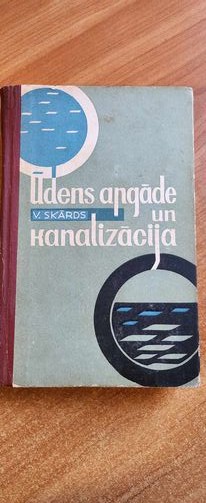 Ūdens apgāde
V. SKĀRDS un
kanalizācija